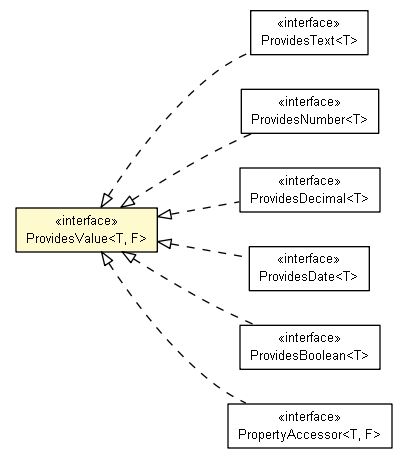 «interface»
ProvidesText<T>
«interface»
ProvidesNumber<T>
«interface»
ProvidesDecimal<T>
«interface»
ProvidesValue<T, F>
«interface»
ProvidesDate<T>
«interface»
ProvidesBoolean<T>
«interface»
PropertyAccessor<T, F>